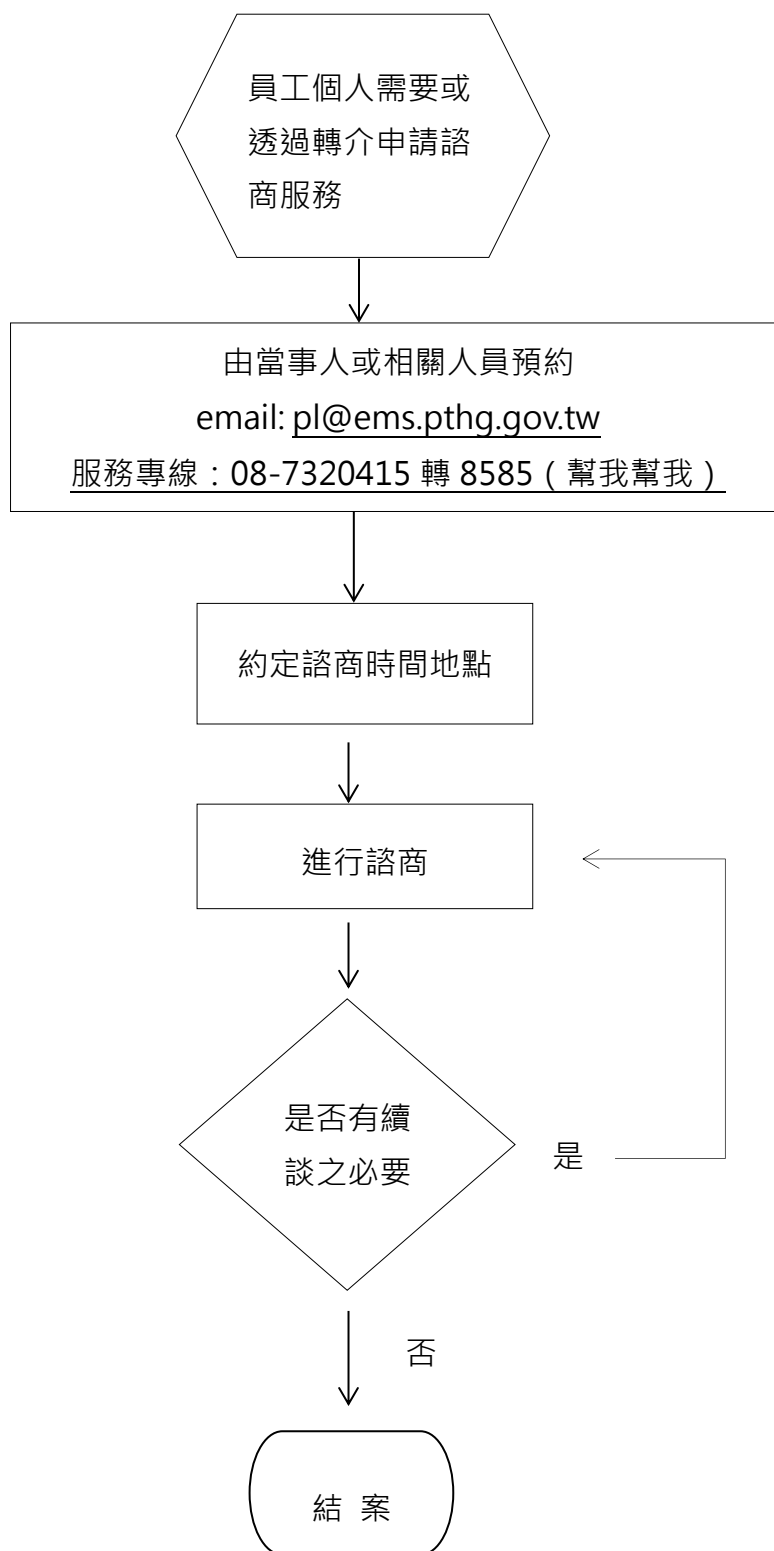 員工個人需要或
透過轉介申請諮
商服務
由當事人或相關人員預約
email: pl@ems.pthg.gov.tw
服務專線：08-7320415 轉 8585（幫我幫我）
約定諮商時間地點
進行諮商
是否有續
談之必要
是
否
結 案